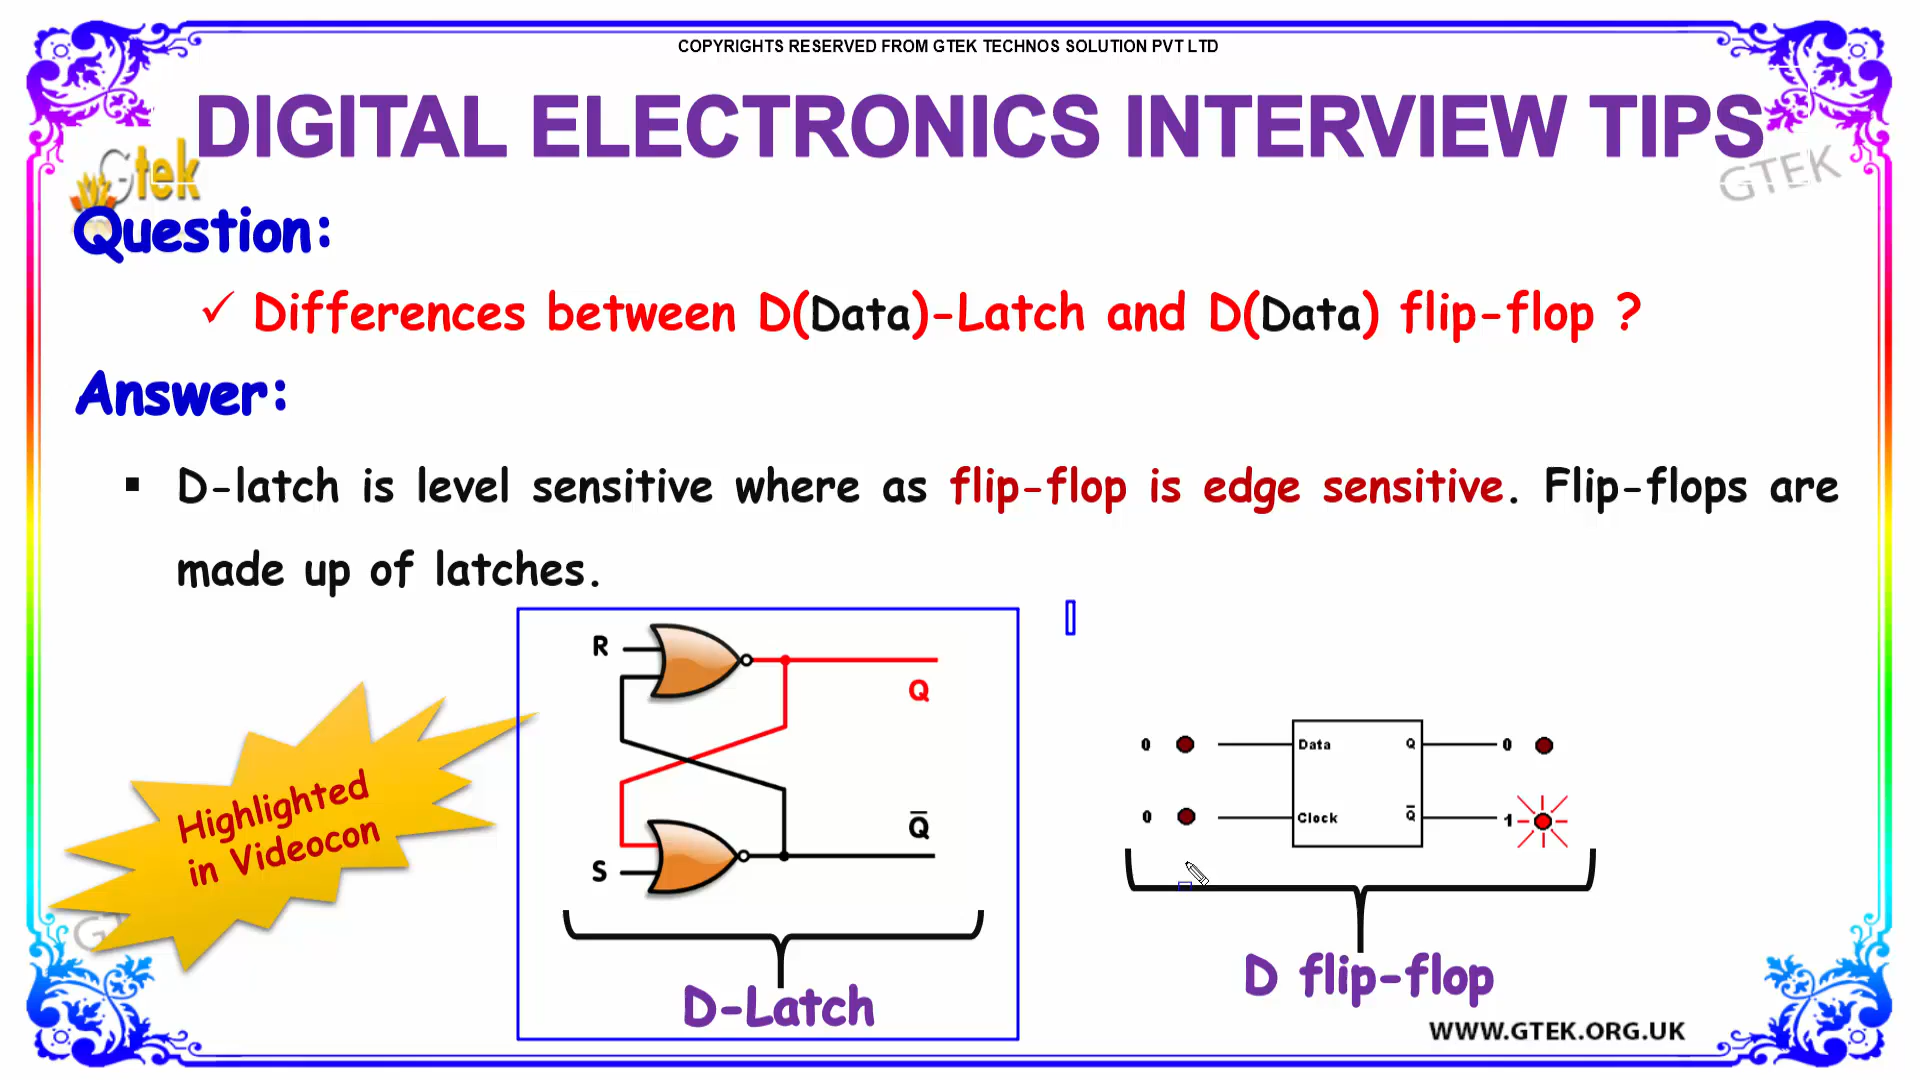 COPYRIGHTS RESERVED FROM GTEK TECHNOS SOLUTION PVT LTD
DIGITAL ELECTRONICS INTERVIEW TIPS
Gtek
GTEK
Question:
✓ Differences between D(Data)-Latch and D(Data) flip-flop ?
Answer:
▪ D-latch is level sensitive where as flip-flop is edge sensitive. Flip-flops are
made up of latches.
R
Q
Q̅
S
D-Latch
Highlighted
in Videocon
0 Data Q 0
0 Clock Q̅ 1
D flip-flop
WWW.GTEK.ORG.UK